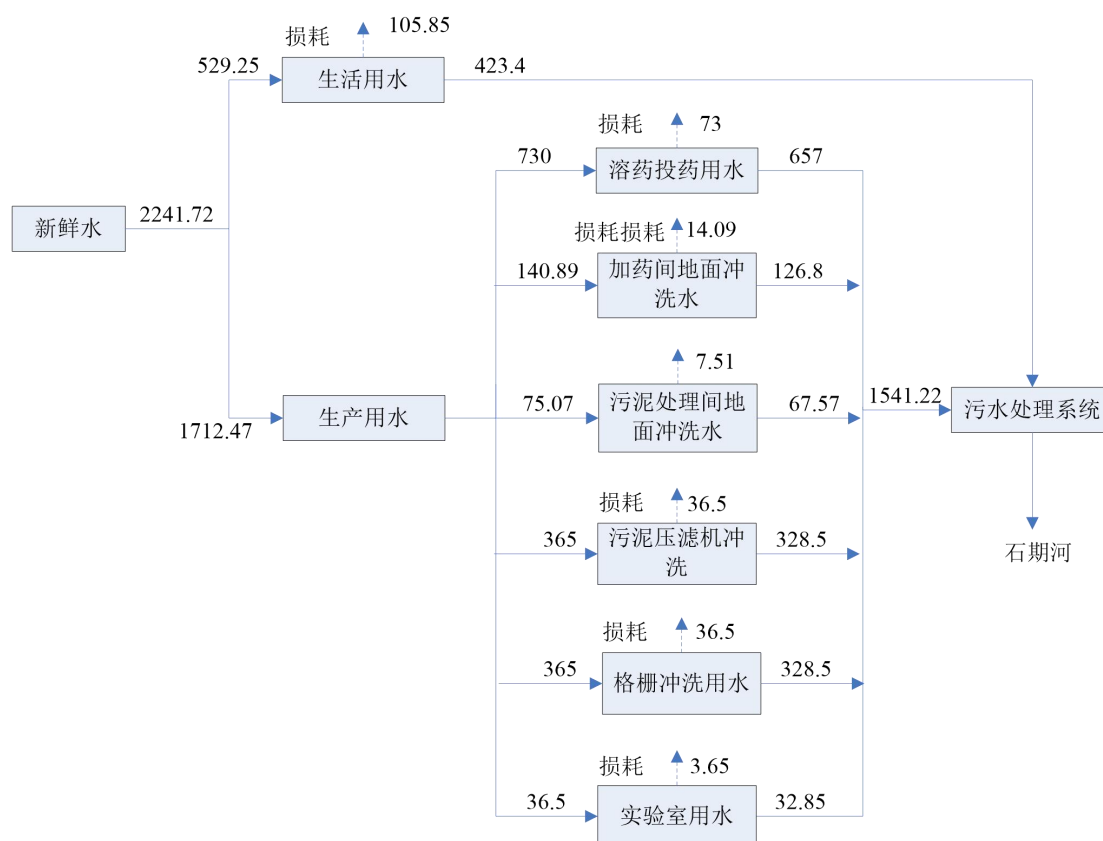 损耗
105.85
529.25
生活用水
423.4
损耗
73
730
溶药投药用水
657
新鲜水
2241.72
损耗损耗
14.09
140.89
加药间地面冲
洗水
126.8
7.51
生产用水
1712.47
75.07
污泥处理间地
面冲洗水
67.57
1541.22
污水处理系统
损耗
36.5
365
污泥压滤机冲
洗
328.5
石期河
损耗
36.5
365
格栅冲洗用水
328.5
损耗
3.65
36.5
实验室用水
32.85